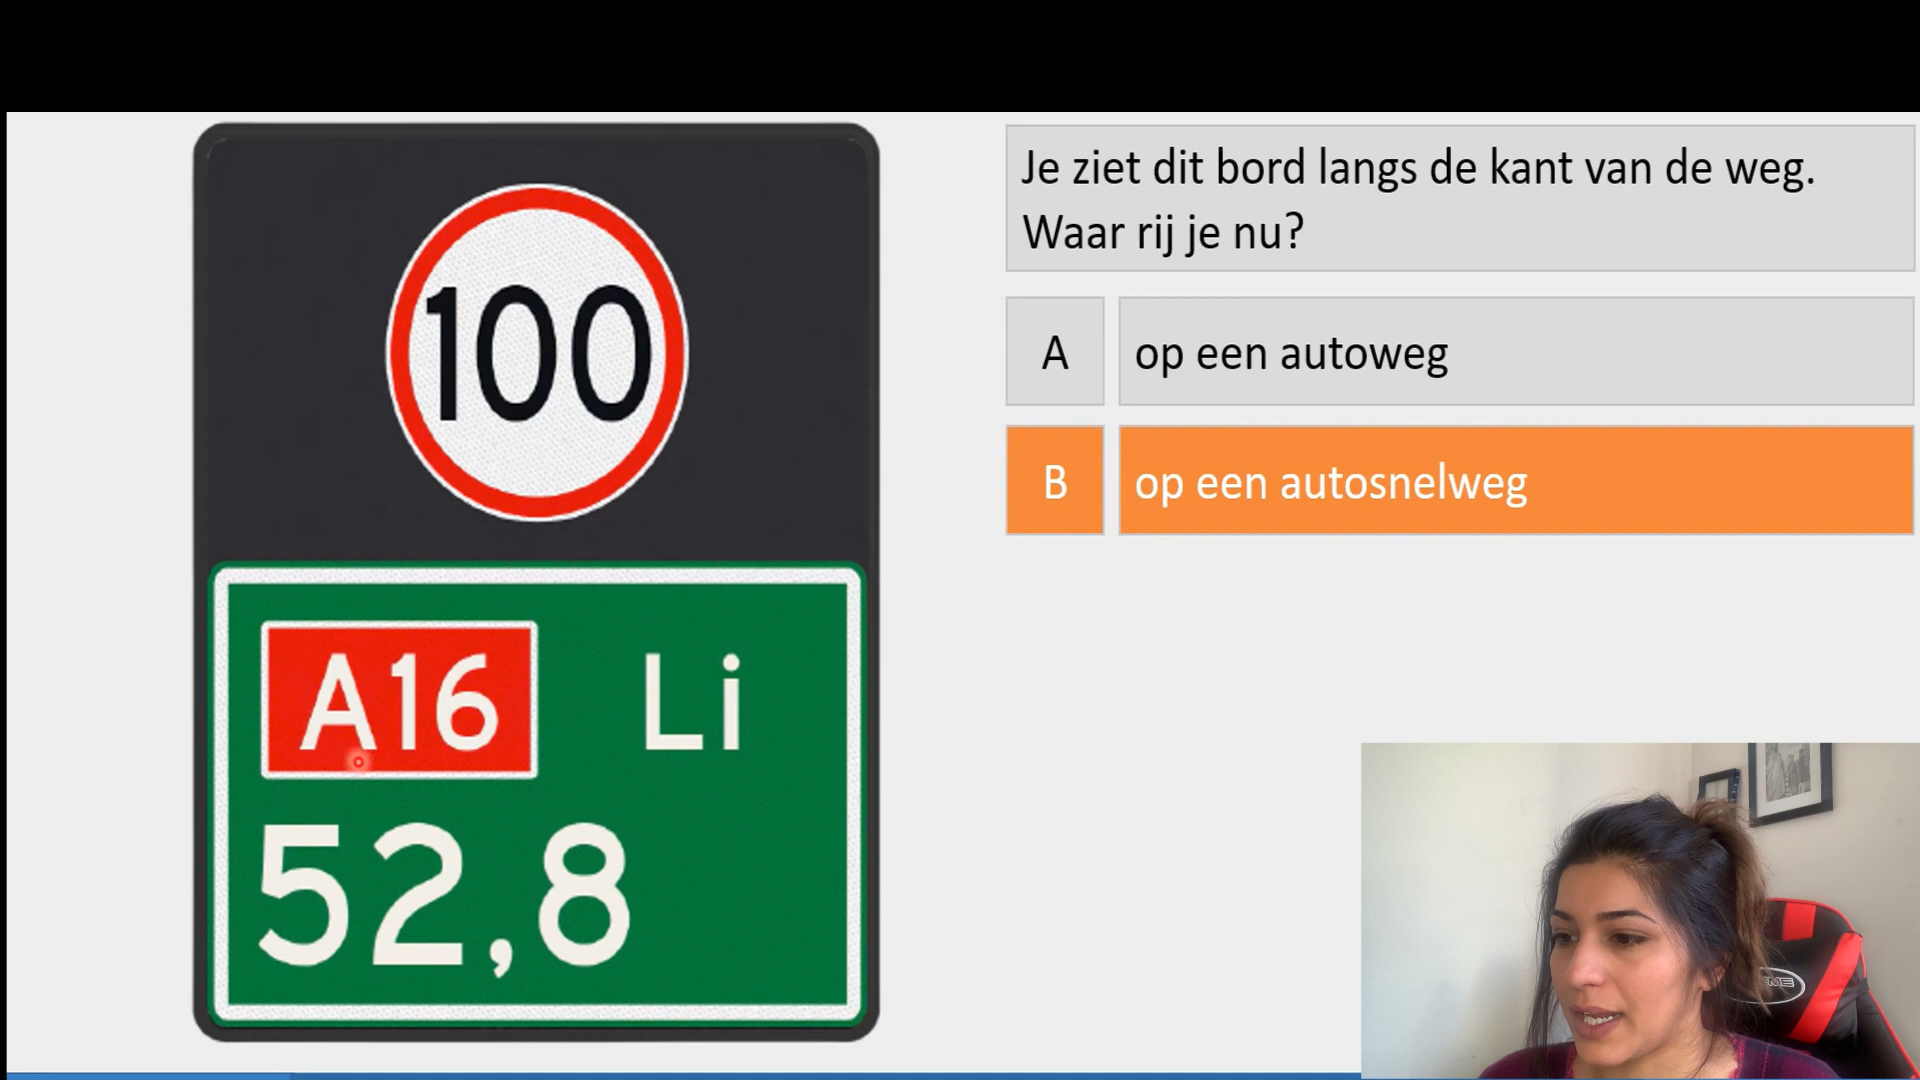 100
A16 Li
52,8
Je ziet dit bord langs de kant van de weg.
Waar rij je nu?
A op een autoweg
B op een autosnelweg